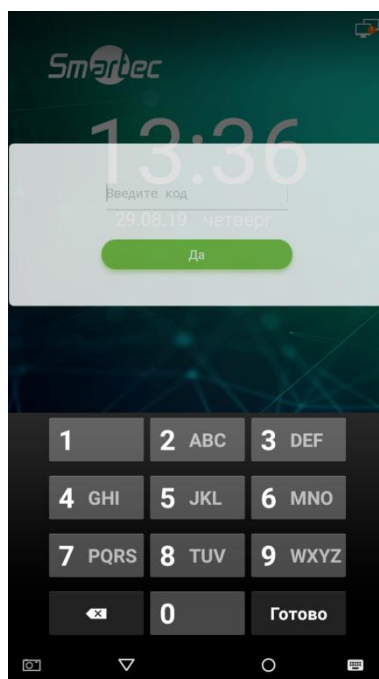 Smartec
13:36
Введите код
29.08.19 четверг
Да
1
2 ABC
3 DEF
4 GHI
5 JKL
6 MNO
7 PQRS
8 TUV
9 WXYZ
0
Готово